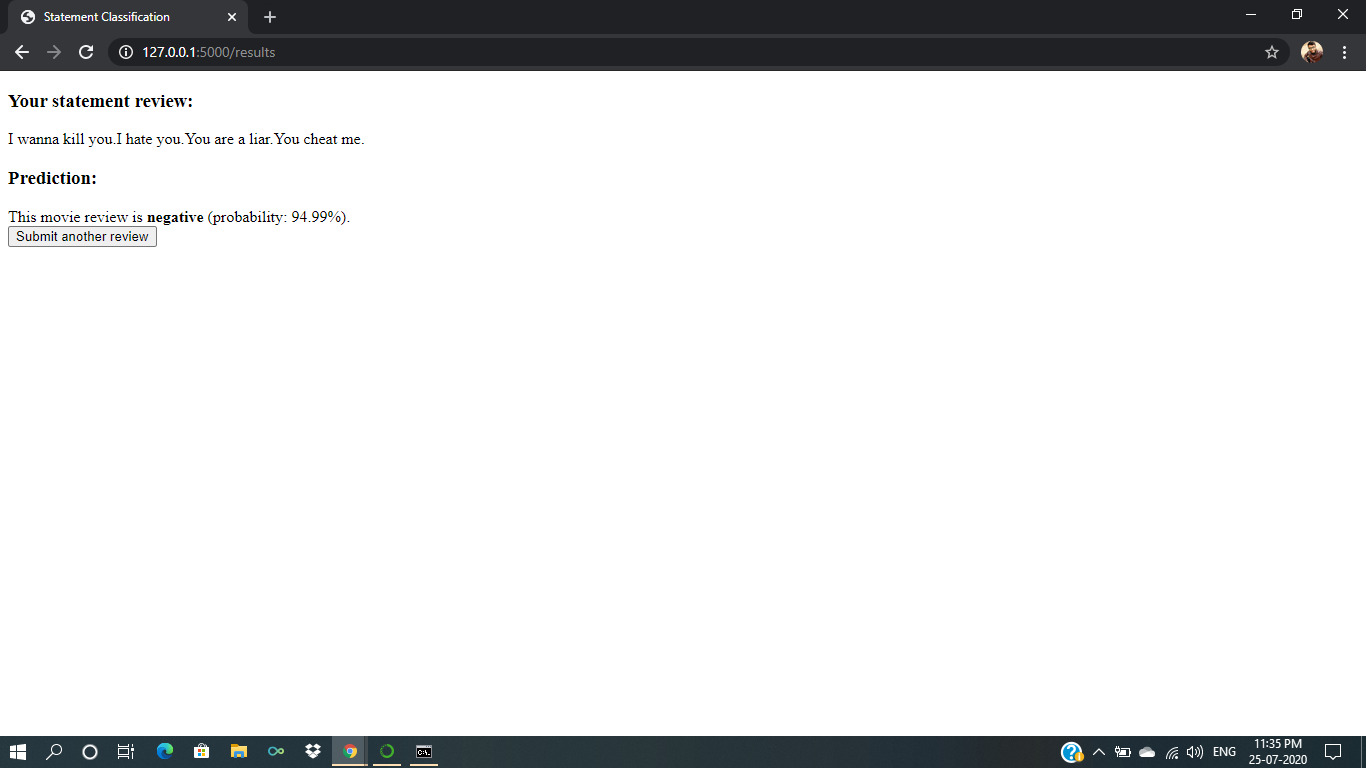 Statement Classification
127.0.0.1:5000/results
Your statement review:
I wanna kill you.I hate you.You are a liar.You cheat me.
Prediction:
This movie review is negative (probability: 94.99%).
Submit another review
ENG
11:35 PM
25-07-2020